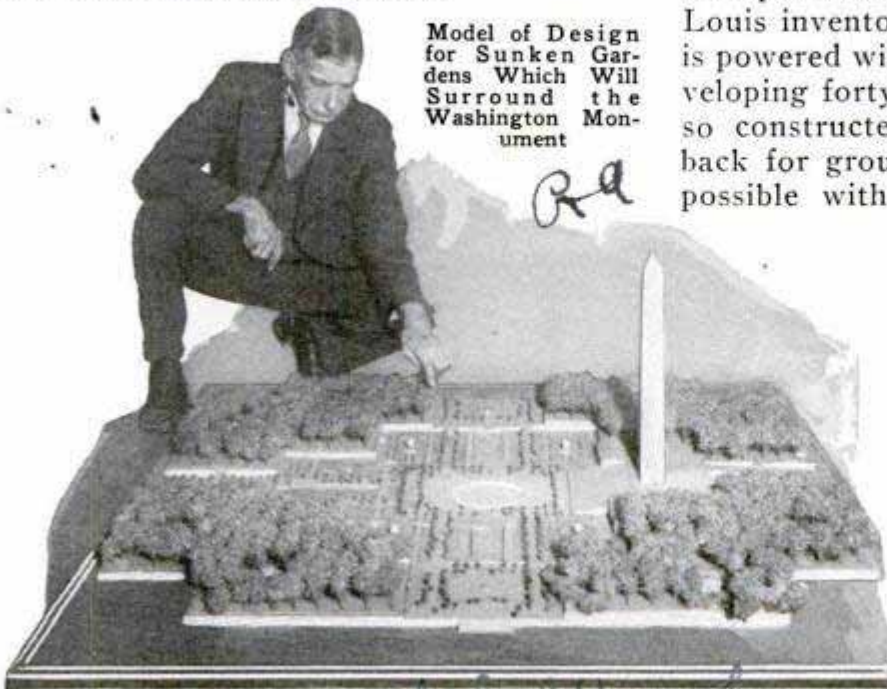 Model of Design
for Sunken Gar-
dens Which Will
Surround the
Washington Mon-
ument
Louis invento
is powered wi
veloping forty
so constructe
back for grou
possible with